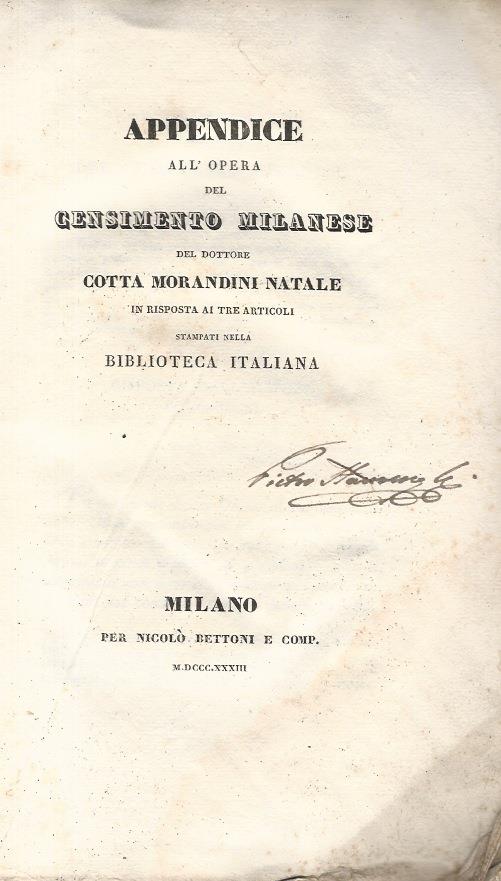 APPENDICE
ALL' OPERA
DEL
CENSIMENTO MILANESE
DEL DOTTORE
COTTA MORANDINI NATALE
IN RISPOSTA AI TRE ARTICOLI
STAMPATI NELLA
BIBLIOTECA ITALIANA
Pietro
MILANO
PER NICOLÒ BETTONI E COMP.
M.DCCC.XXXIII